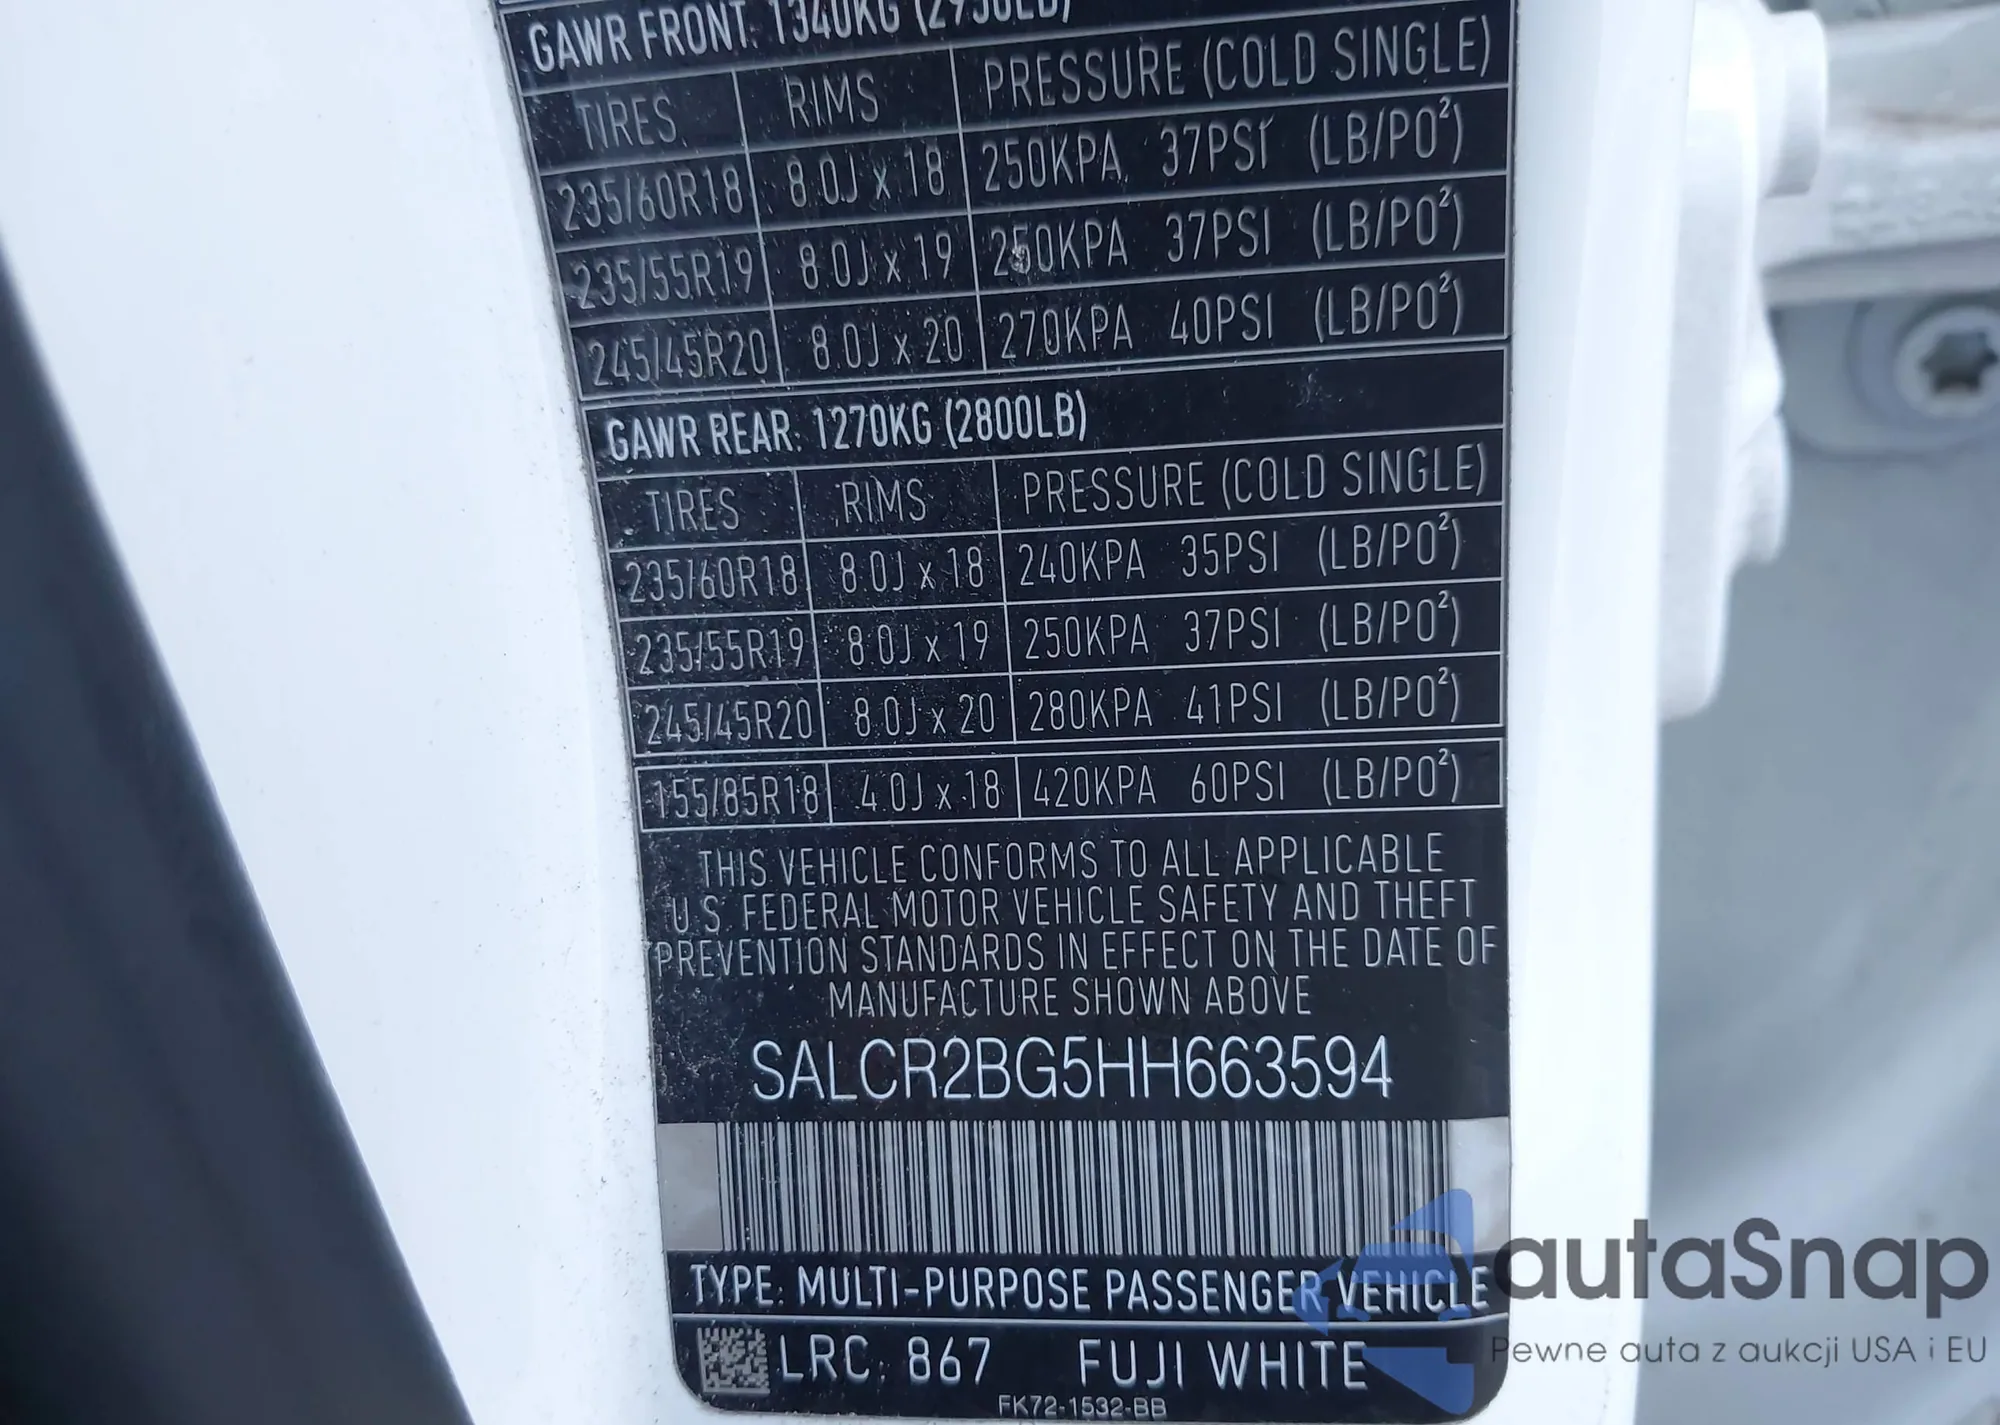 GAWR FRONT: 1340KG (2950LB)
TIRES RIMS PRESSURE (COLD SINGLE)
235/60R18 8.0J x 18 250KPA 37PSI (LB/PO²)
235/55R19 8.0J x 19 250KPA 37PSI (LB/PO²)
245/45R20 8.0J x 20 270KPA 40PSI (LB/PO²)
GAWR REAR: 1270KG (2800LB)
TIRES RIMS PRESSURE (COLD SINGLE)
235/60R18 8.0J x 18 240KPA 35PSI (LB/PO²)
235/55R19 8.0J x 19 250KPA 37PSI (LB/PO²)
245/45R20 8.0J x 20 280KPA 41PSI (LB/PO²)
155/85R18 4.0J x 18 420KPA 60PSI (LB/PO²)
THIS VEHICLE CONFORMS TO ALL APPLICABLE
U.S. FEDERAL MOTOR VEHICLE SAFETY AND THEFT
PREVENTION STANDARDS IN EFFECT ON THE DATE OF
MANUFACTURE SHOWN ABOVE
SALCR2BG5HH663594
TYPE: MULTI-PURPOSE PASSENGER VEHICLE
LRC: 867 FUJI WHITE
FK72-1532-BB
autaSnap
Pewne auta z aukcji USA i EU